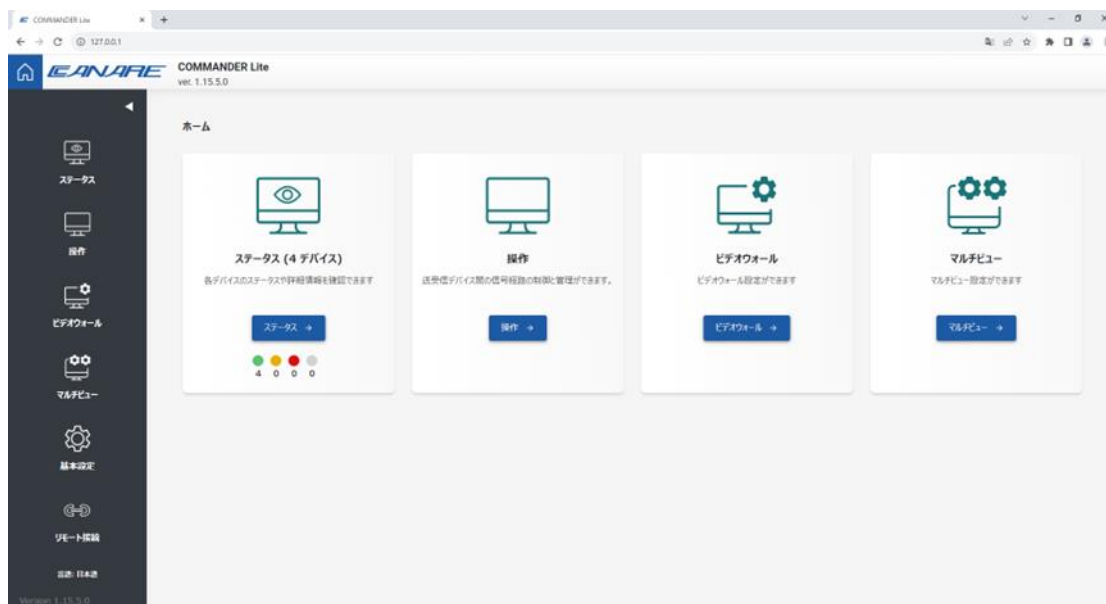 COMMANDER Lite
127.0.0.1
CANARE
COMMANDER Lite
ver. 1.15.5.0
ステータス
操作
ビデオウォール
マルチビュー
基本設定
リモート接続
言語: 日本語
Version 1.15.5.0
ホーム
ステータス (4 デバイス)
各デバイスのステータスや詳細情報を確認できます
ステータス →
4 0 0 0
操作
送受信デバイス間の信号経路の制御と管理ができます。
操作 →
ビデオウォール
ビデオウォール設定ができます
ビデオウォール →
マルチビュー
マルチビュー設定ができます
マルチビュー →